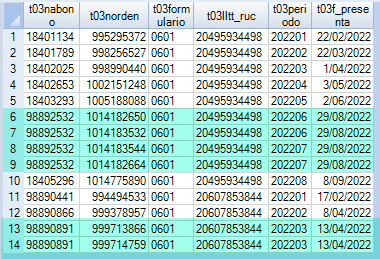 t03nabono t03norden t03formulario t03lltt_ruc t03periodo t03f_presenta
1 18401134 995295372 0601 20495934498 202201 22/02/2022
2 18401789 998256527 0601 20495934498 202202 22/03/2022
3 18402025 998990440 0601 20495934498 202203 1/04/2022
4 18402653 1002151248 0601 20495934498 202204 3/05/2022
5 18403293 1005188088 0601 20495934498 202205 2/06/2022
6 98892532 1014182650 0601 20495934498 202206 29/08/2022
7 98892532 1014183532 0601 20495934498 202206 29/08/2022
8 98892532 1014183544 0601 20495934498 202207 29/08/2022
9 98892532 1014182664 0601 20495934498 202207 29/08/2022
10 18405296 1014775890 0601 20495934498 202208 8/09/2022
11 98890441 994494533 0601 20607853844 202201 17/02/2022
12 98890866 999378957 0601 20607853844 202202 8/04/2022
13 98890891 999713866 0601 20607853844 202203 13/04/2022
14 98890891 999714759 0601 20607853844 202203 13/04/2022